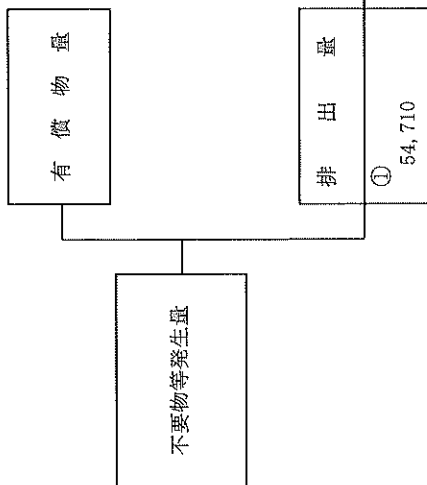 有償物量
不要物等発生量
排出量
①
54,710